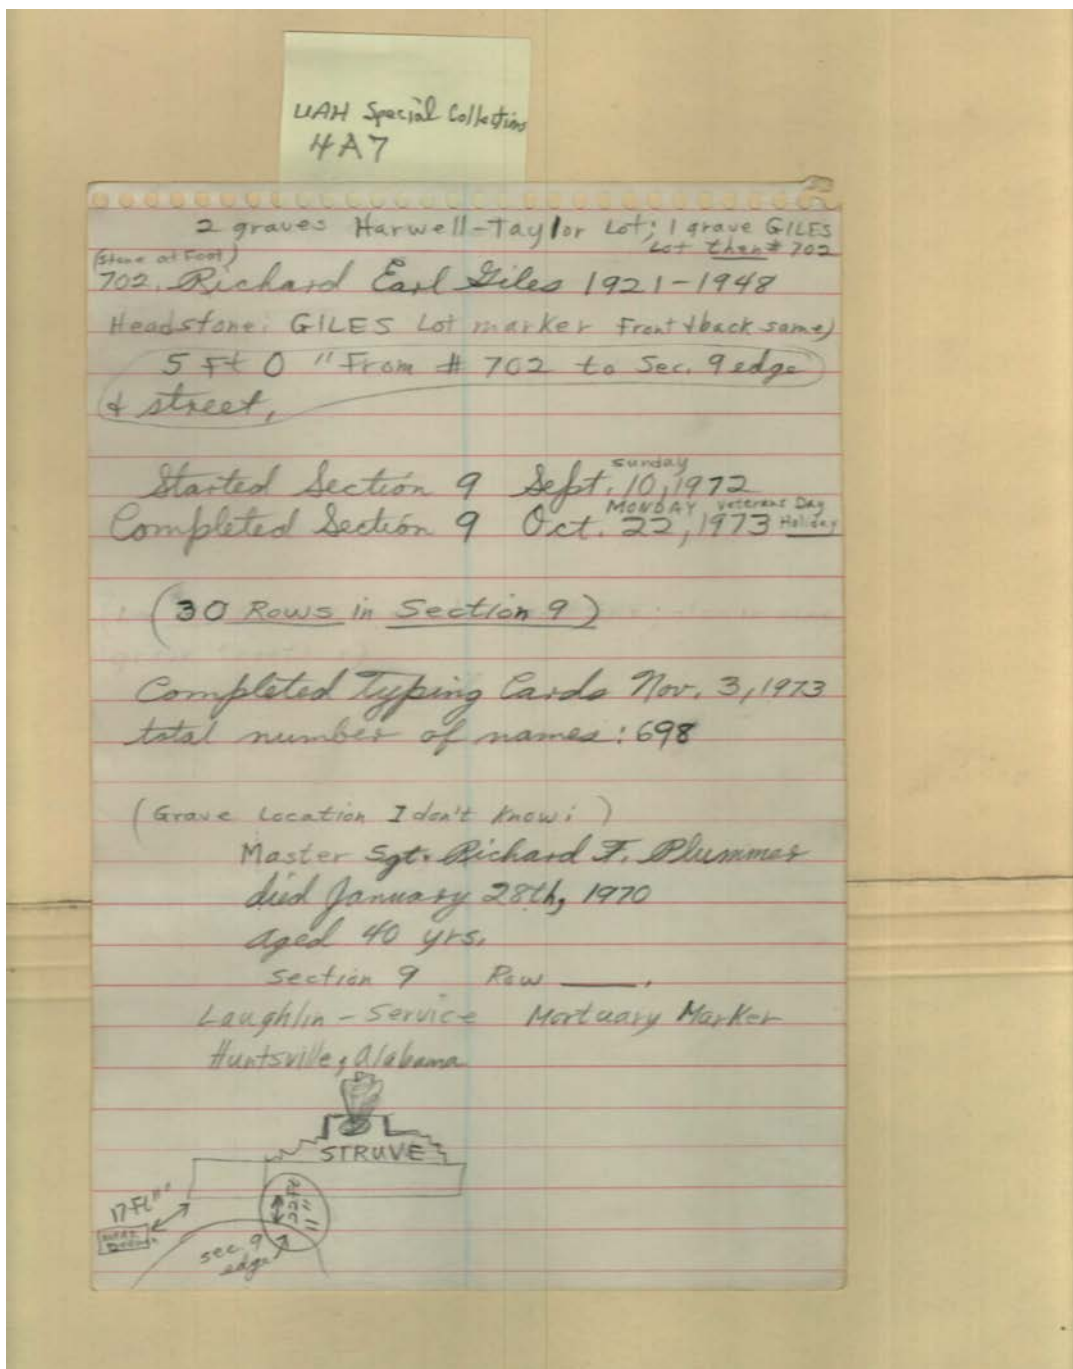 UAH Special Collections
4A7
2 graves Harwell-Taylor Lot; 1 grave GILES
Lot then # 702
(stone at Foot)
702. Richard Earl Giles 1921-1948
Headstone: GILES Lot marker Front & back same)
5 Ft 0 " From # 702 to Sec. 9 edge
& street.
Sunday
Started Section 9 Sept. 10, 1972
MONDAY Veterans Day
Completed Section 9 Oct. 22, 1973 Holiday
(30 Rows in Section 9)
Completed Typing Cards Nov. 3, 1973
total number of names: 698
(Grave Location I don't know: )
Master Sgt. Richard F. Plummer
died January 28th, 1970
aged 40 yrs.
Section 9 Row ____.
Laughlin - Service Mortuary Marker
Huntsville, Alabama
STRUVE
17 Ft
22 Ft
11"
sec. 9
edge